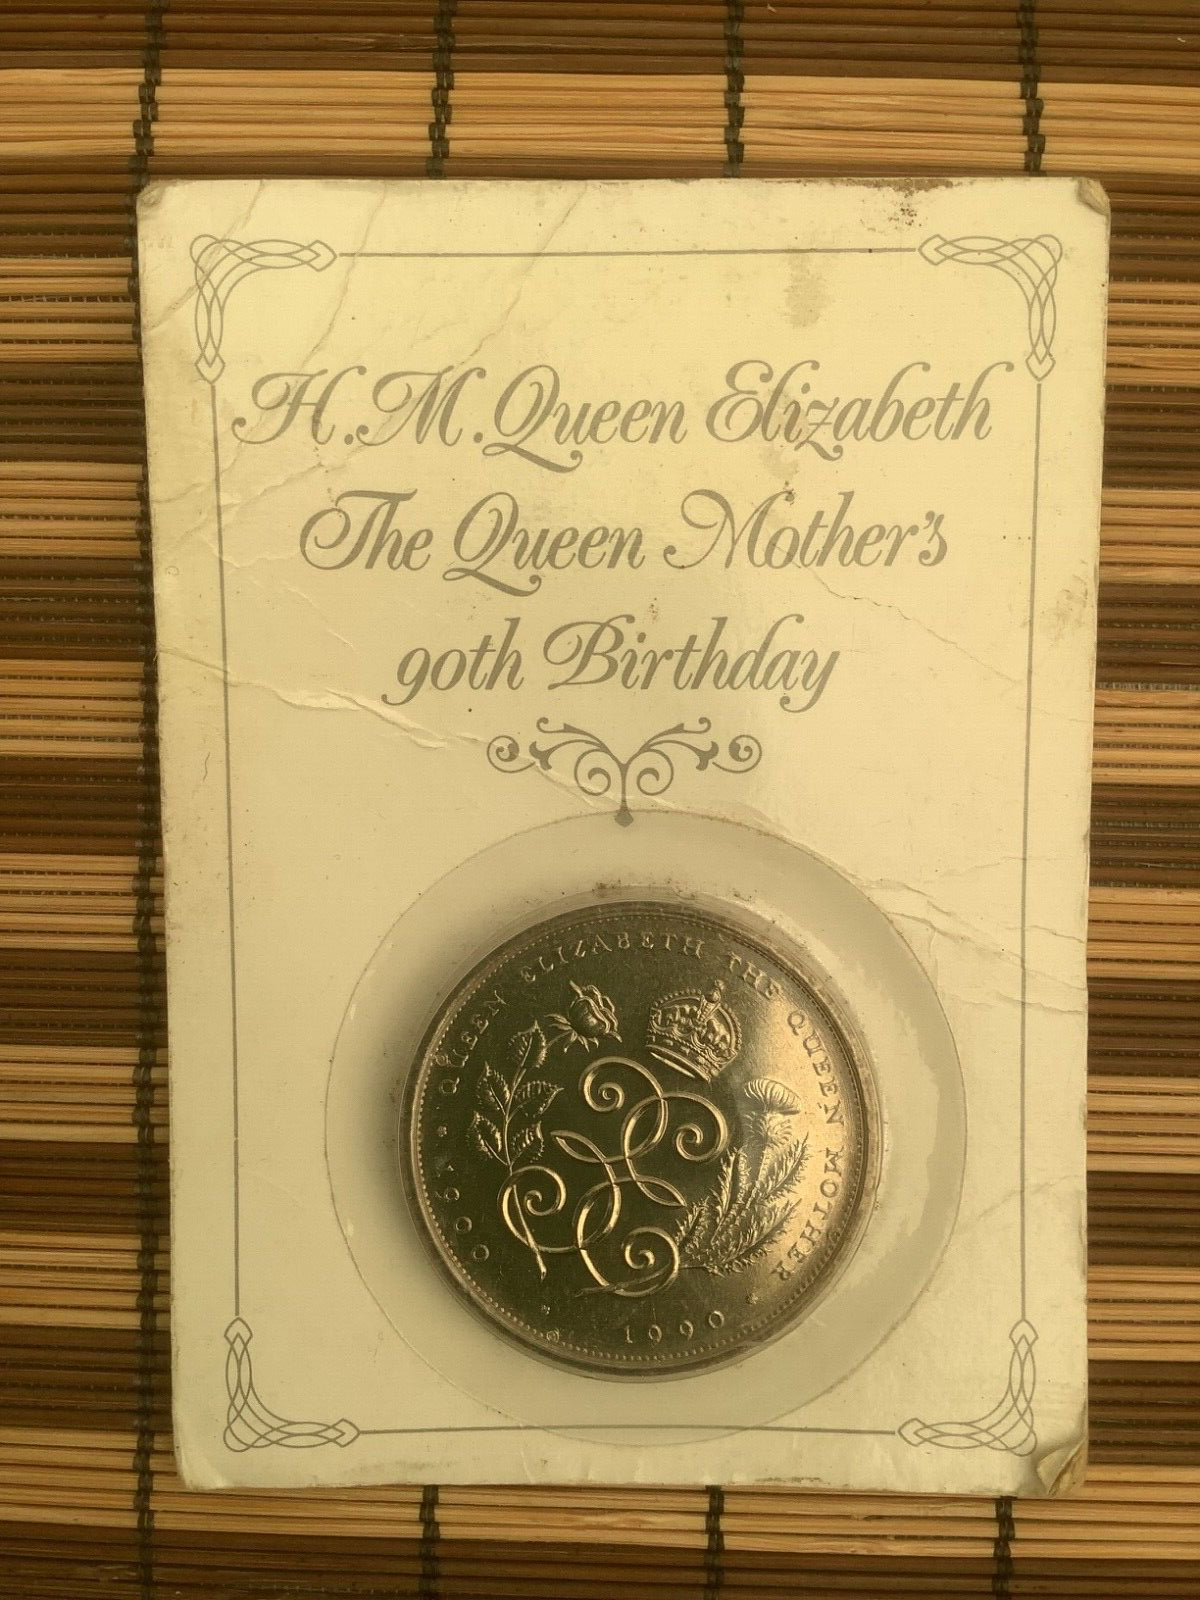 H.M. Queen Elizabeth
The Queen Mother's
90th Birthday
QUEEN ELIZABETH THE QUEEN MOTHER
1900
1990